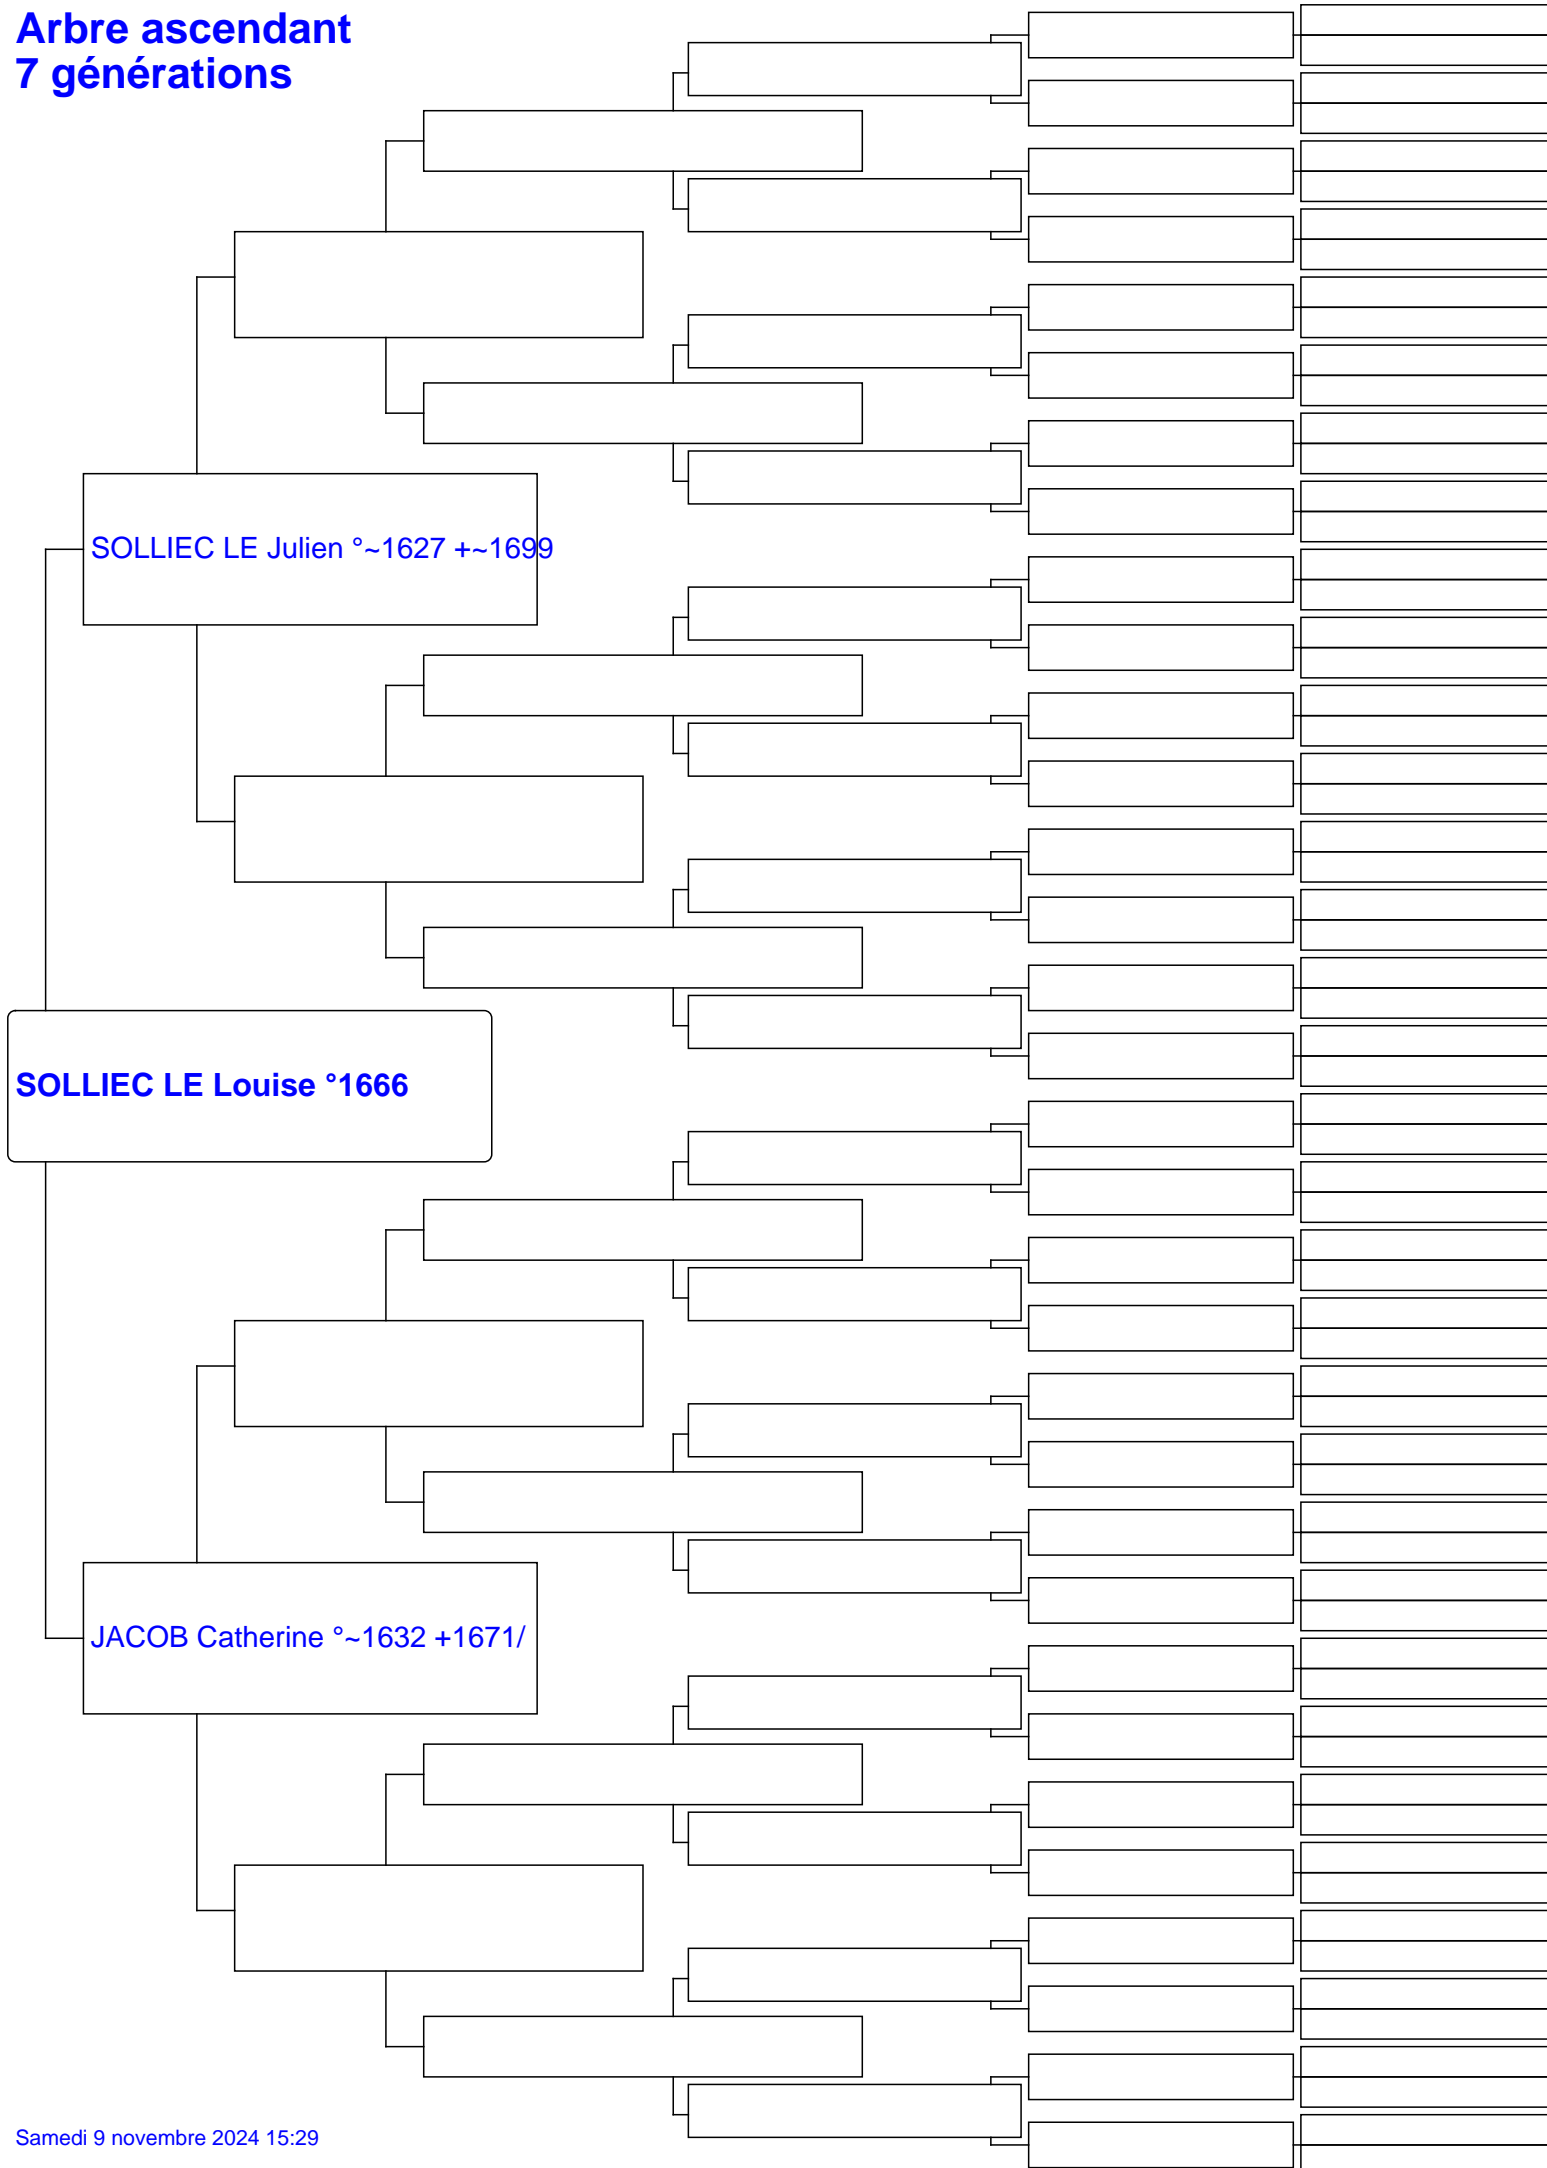 Arbre ascendant
7 générations
SOLLIEC LE Julien °~1627 +~1699
SOLLIEC LE Louise °1666
JACOB Catherine °~1632 +1671/
Samedi 9 novembre 2024 15:29